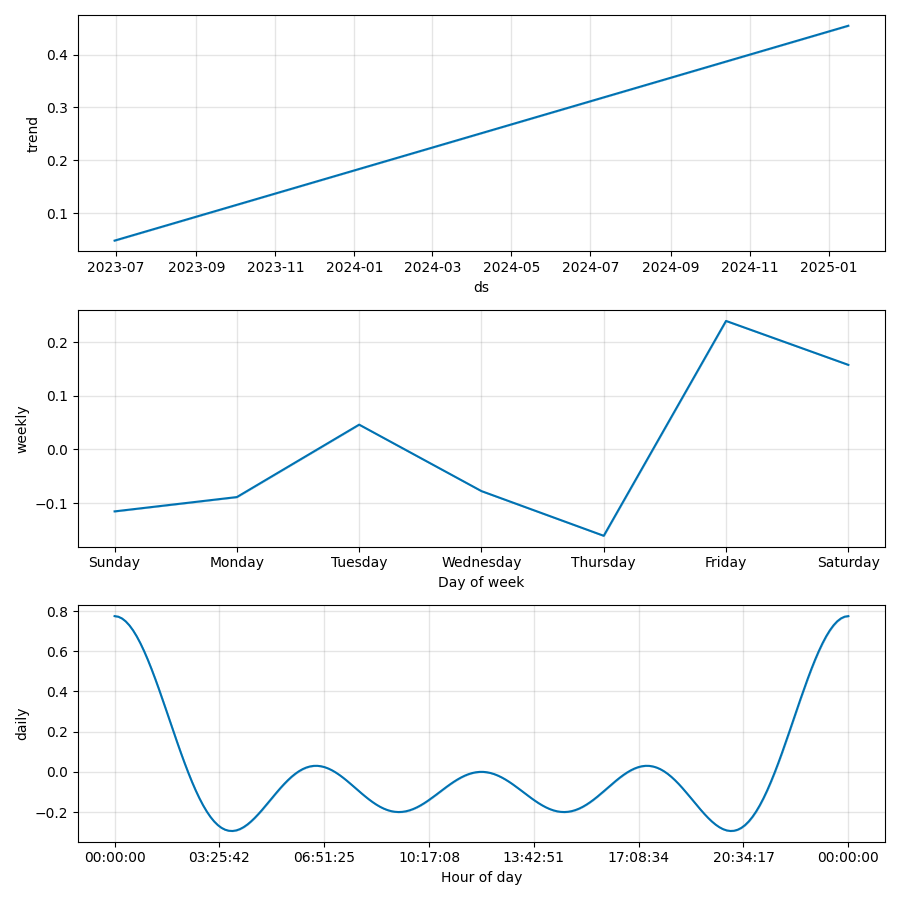 0.4
0.3
0.2
0.1
trend
2023-07 2023-09 2023-11 2024-01 2024-03 2024-05 2024-07 2024-09 2024-11 2025-01
ds
0.2
0.1
0.0
−0.1
weekly
Sunday Monday Tuesday Wednesday Thursday Friday Saturday
Day of week
0.8
0.6
0.4
0.2
0.0
−0.2
daily
00:00:00 03:25:42 06:51:25 10:17:08 13:42:51 17:08:34 20:34:17 00:00:00
Hour of day